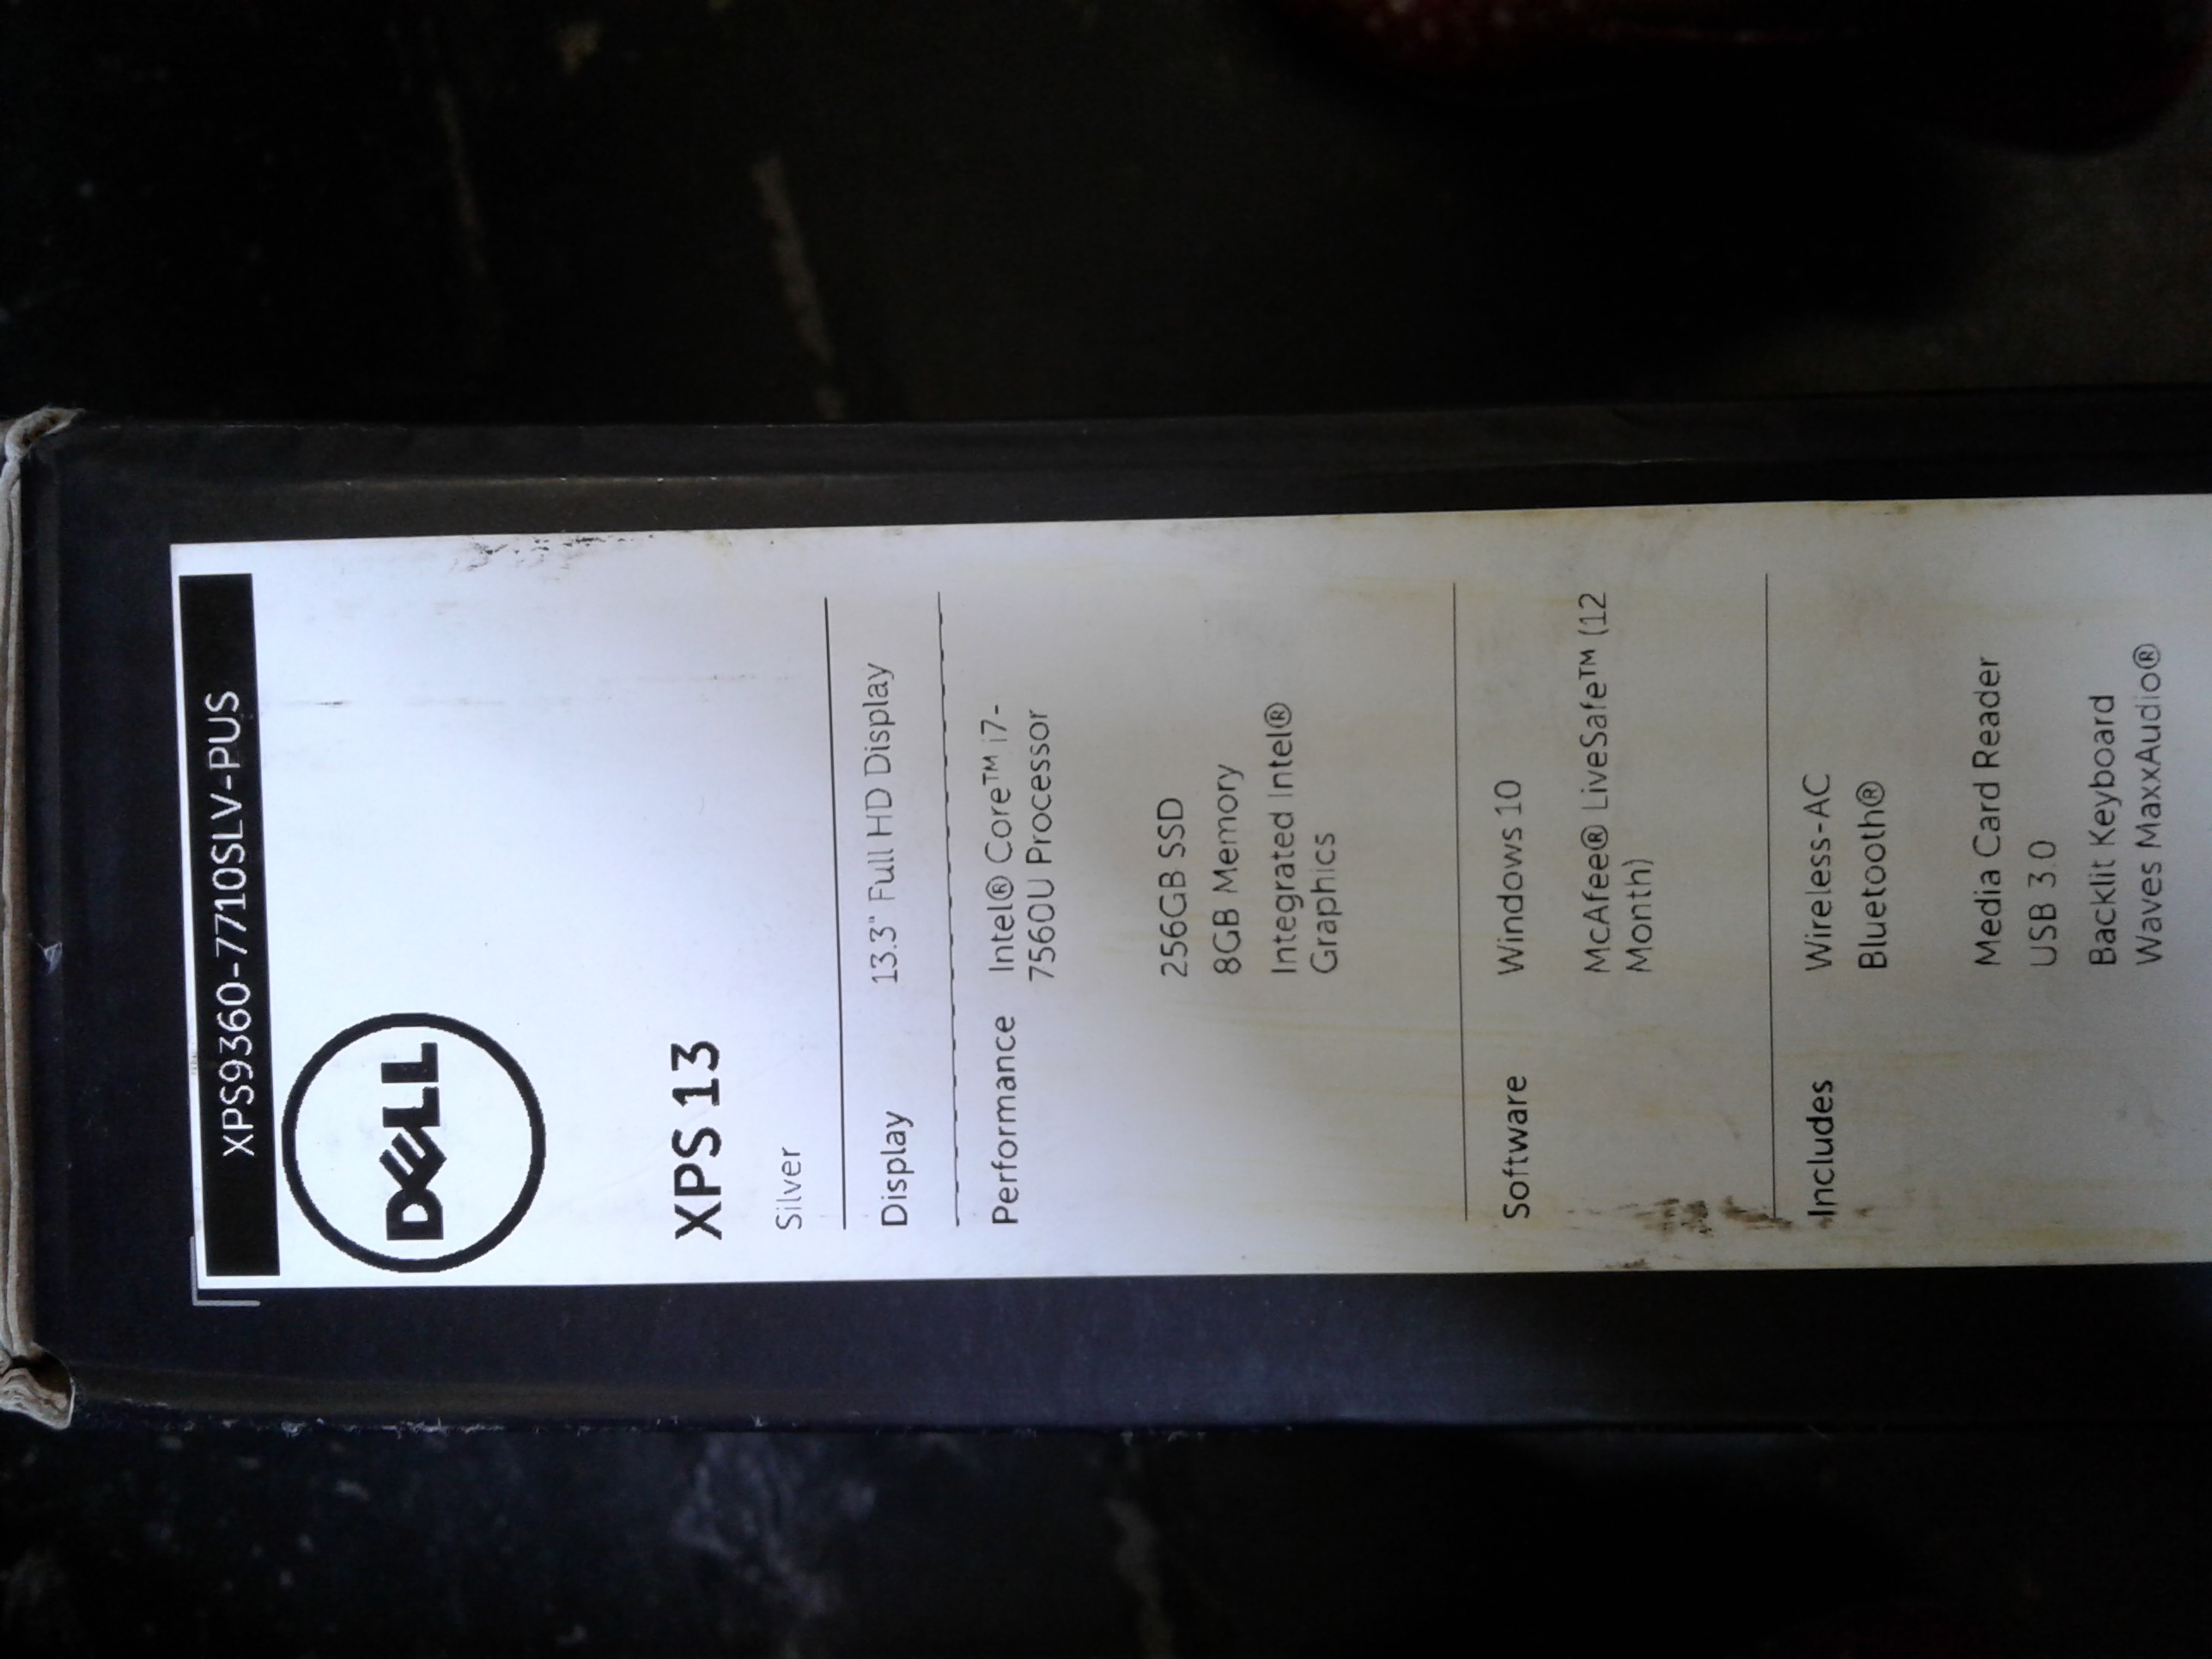 XPS9360-7710SLV-PUS
DELL
XPS 13
Silver
Display 13.3" Full HD Display
Performance Intel® Core™ i7-
7560U Processor
256GB SSD
8GB Memory
Integrated Intel®
Graphics
Software Windows 10
McAfee® LiveSafe™ (12
Month)
Includes Wireless-AC
Bluetooth®
Media Card Reader
USB 3.0
Backlit Keyboard
Waves MaxxAudio®